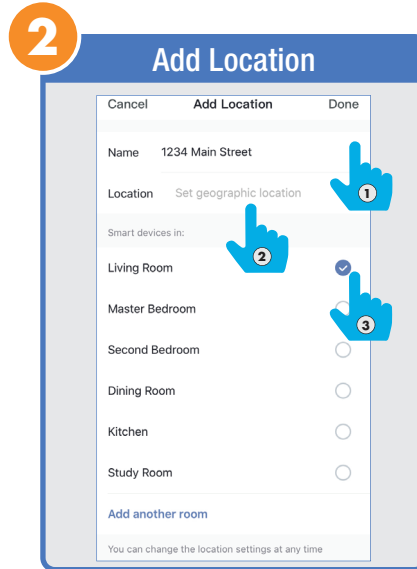 2
Add Location
Cancel Add Location Done
Name 1234 Main Street
1
Location Set geographic location
Smart devices in:
2
Living Room
Master Bedroom
3
Second Bedroom
Dining Room
Kitchen
Study Room
Add another room
You can change the location settings at any time